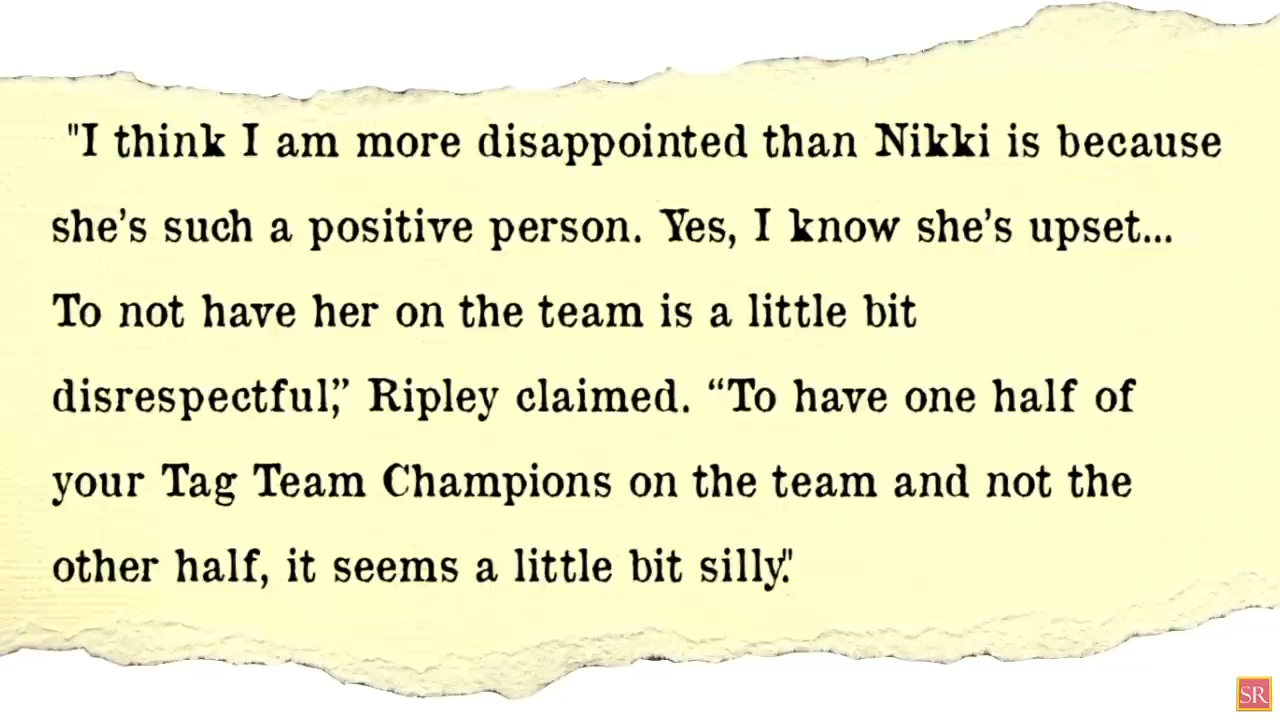 "I think I am more disappointed than Nikki is because
she's such a positive person. Yes, I know she's upset...
To not have her on the team is a little bit
disrespectful,” Ripley claimed. “To have one half of
your Tag Team Champions on the team and not the
other half, it seems a little bit silly."
SR